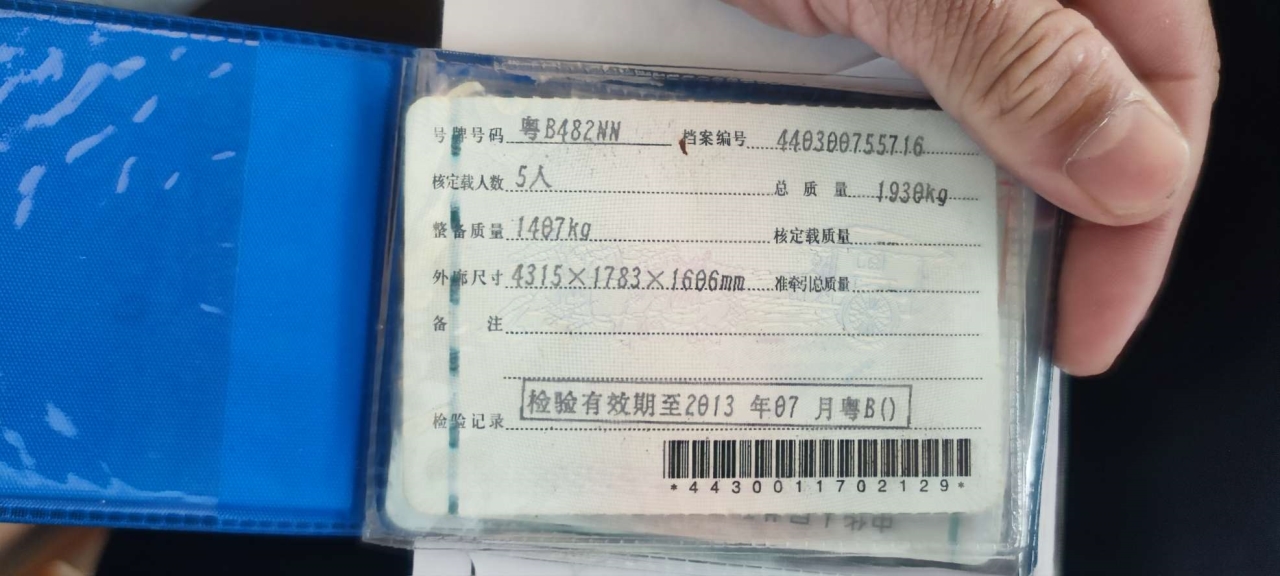 号牌号码 粤B482NN 档案编号 440300755716
核定载人数 5人 总质量 1930kg
整备质量 1407kg 核定载质量 --
外廓尺寸 4315×1783×1606mm 准牵引总质量
备注
检验记录 检验有效期至2013 年07 月粤B()
*4430011702129*